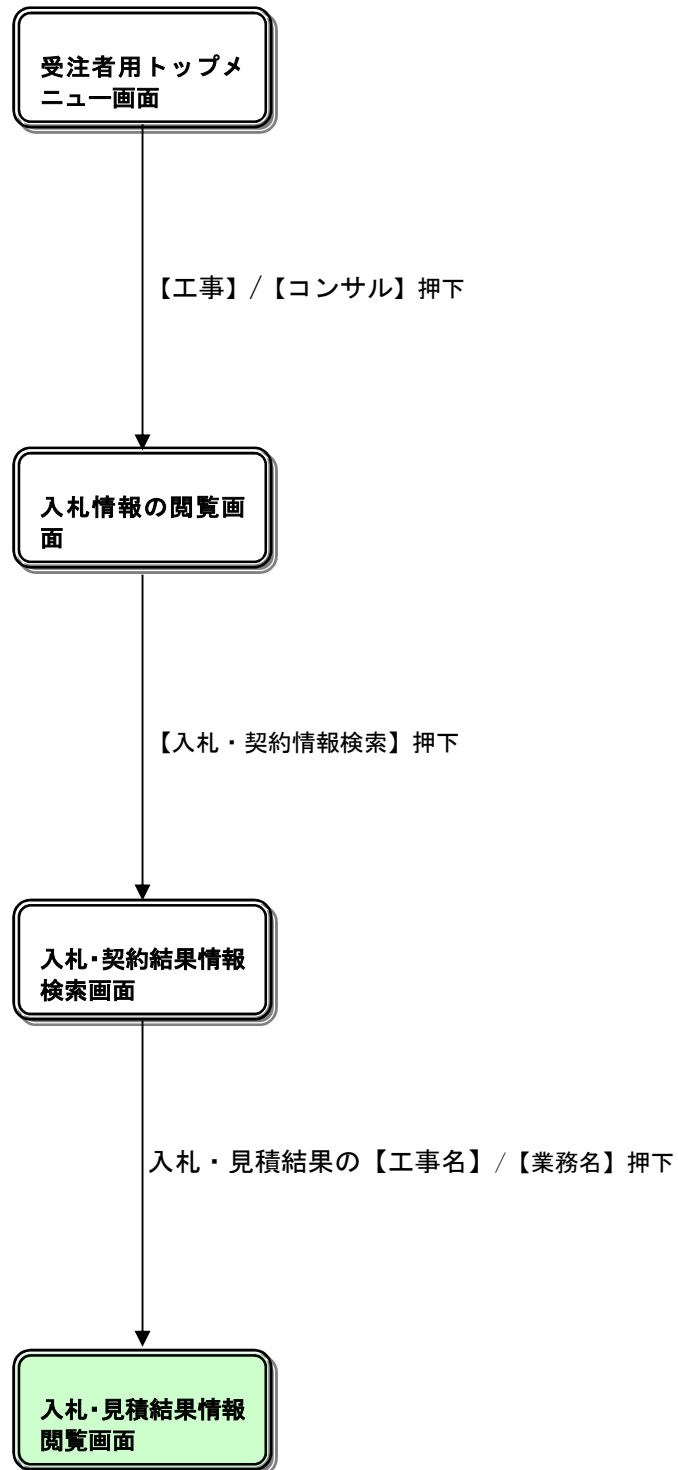 受注者用トップメ
ニュー画面
【工事】/【コンサル】押下
入札情報の閲覧画
面
【入札・契約情報検索】押下
入札・契約結果情報
検索画面
入札・見積結果の【工事名】/【業務名】押下
入札・見積結果情報
閲覧画面